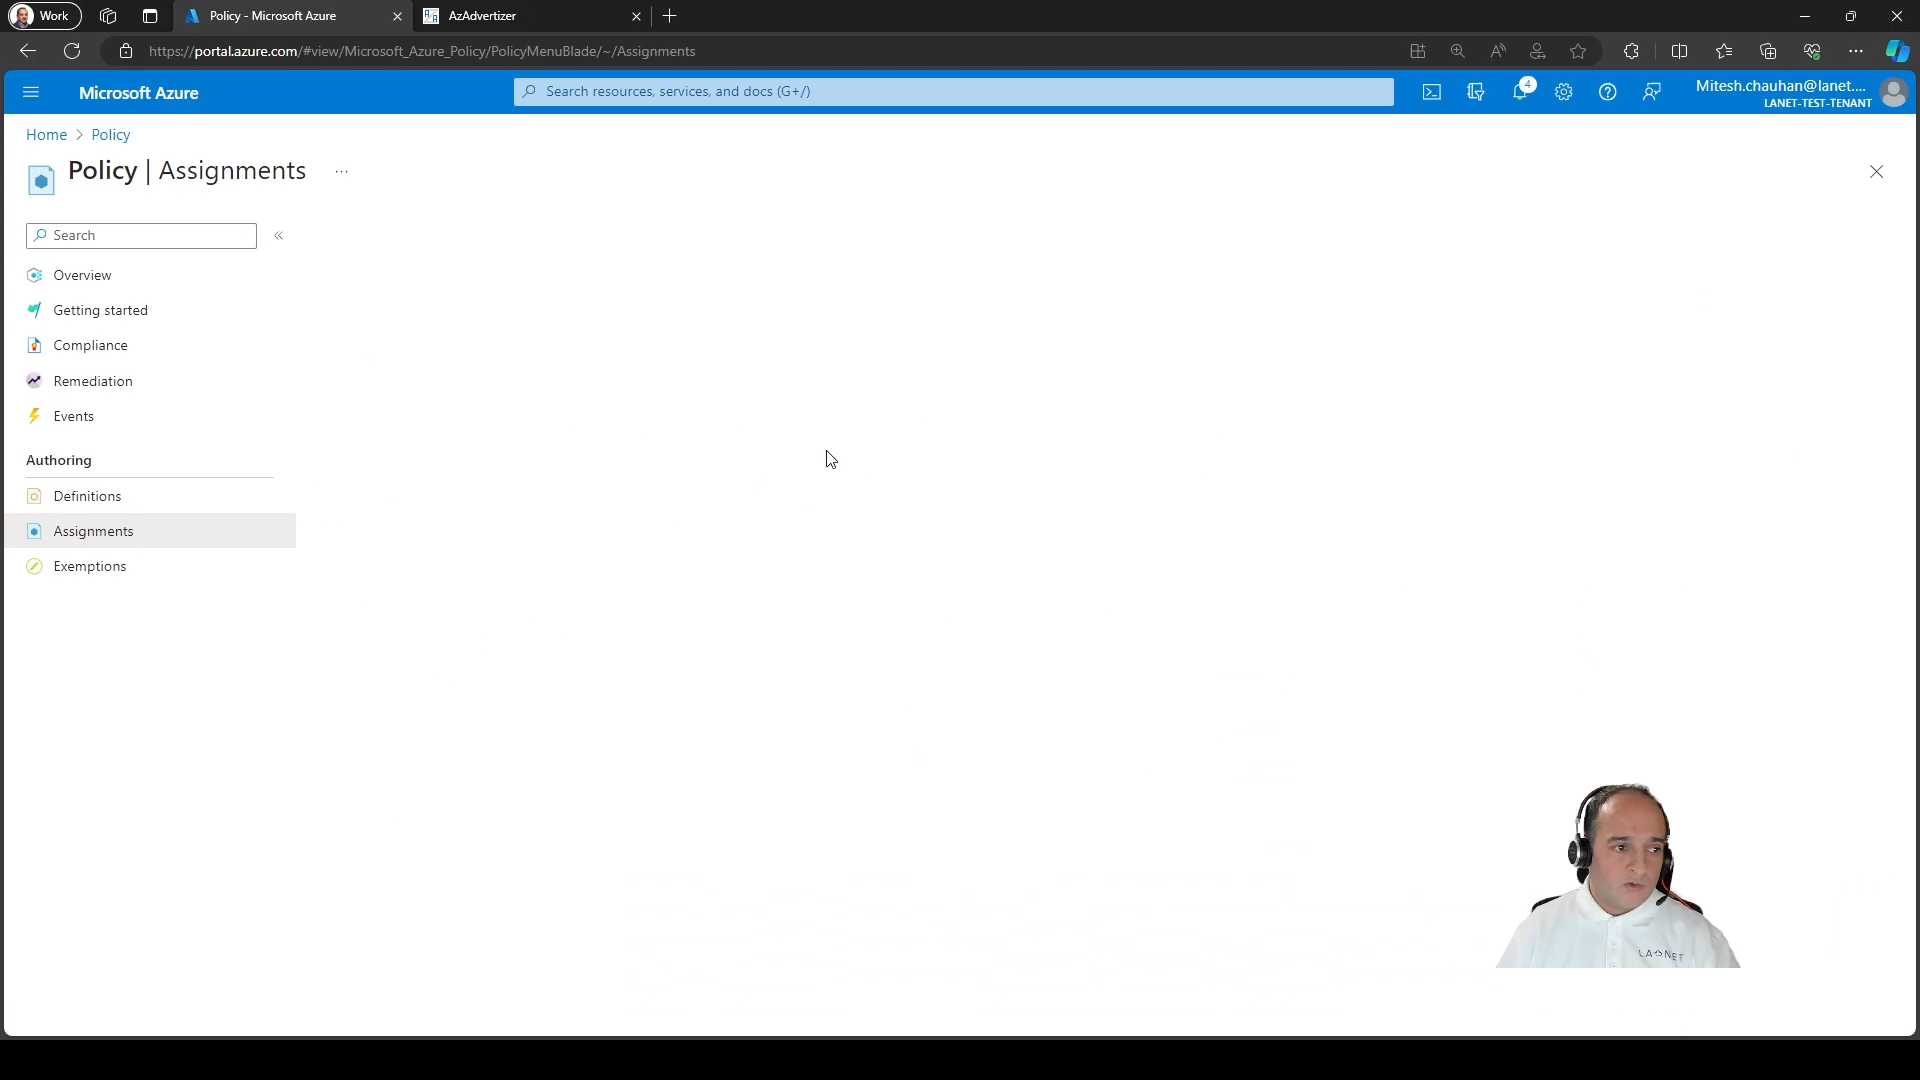 Work
Policy - Microsoft Azure
AzAdvertizer
https://portal.azure.com/#view/Microsoft_Azure_Policy/PolicyMenuBlade/~/Assignments
Microsoft Azure
Search resources, services, and docs (G+/)
4
Mitesh.chauhan@lanet....
LANET-TEST-TENANT
Home > Policy
Policy | Assignments
Search
Overview
Getting started
Compliance
Remediation
Events
Authoring
Definitions
Assignments
Exemptions